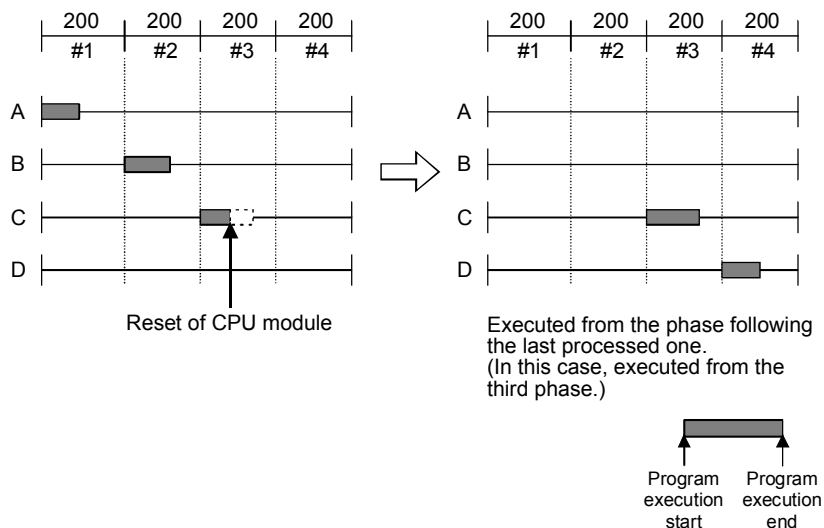 200 200 200 200
#1 #2 #3 #4
A
B
C
D
Reset of CPU module
200 200 200 200
#1 #2 #3 #4
A
B
C
D
Executed from the phase following
the last processed one.
(In this case, executed from the
third phase.)
Program
execution
start
Program
execution
end